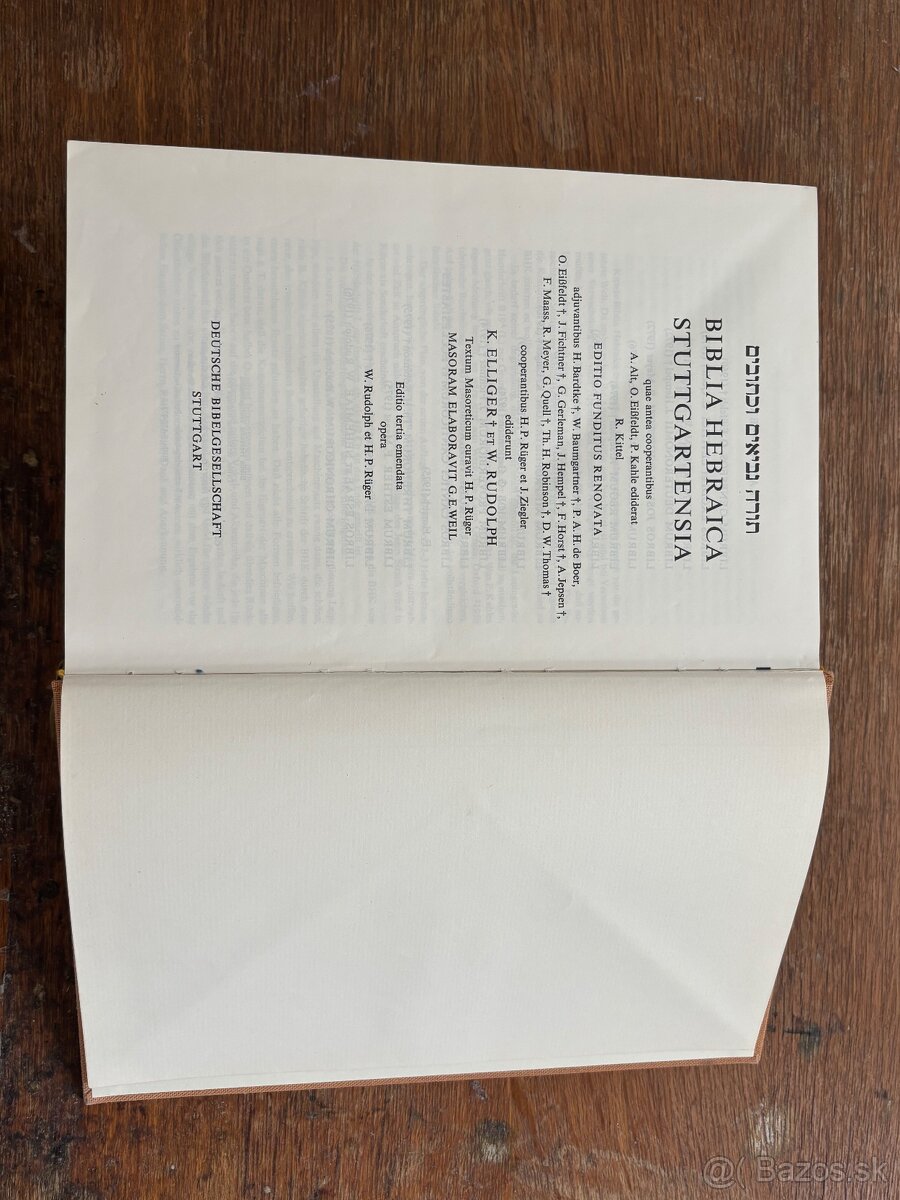 תורה נביאים וכתובים
BIBLIA HEBRAICA
STUTTGARTENSIA
quae antea cooperantibus
A. Alt, O. Eißfeldt, P. Kahle ediderat
R. Kittel
EDITIO FUNDITUS RENOVATA
adjuvantibus H. Bardtke †, W. Baumgartner †, P. A. H. de Boer,
O. Eißfeldt †, J. Fichtner †, G. Gerleman, J. Hempel †, F. Horst †, A. Jepsen †,
F. Maass, R. Meyer, G. Quell †, Th. H. Robinson †, D. W. Thomas †
cooperantibus H. P. Rüger et J. Ziegler
ediderunt
K. ELLIGER † ET W. RUDOLPH
Textum Masoreticum curavit H. P. Rüger
MASORAM ELABORAVIT G. E. WEIL
Editio tertia emendata
opera
W. Rudolph et H. P. Rüger
DEUTSCHE BIBELGESELLSCHAFT
STUTTGART
@ Bazos.sk